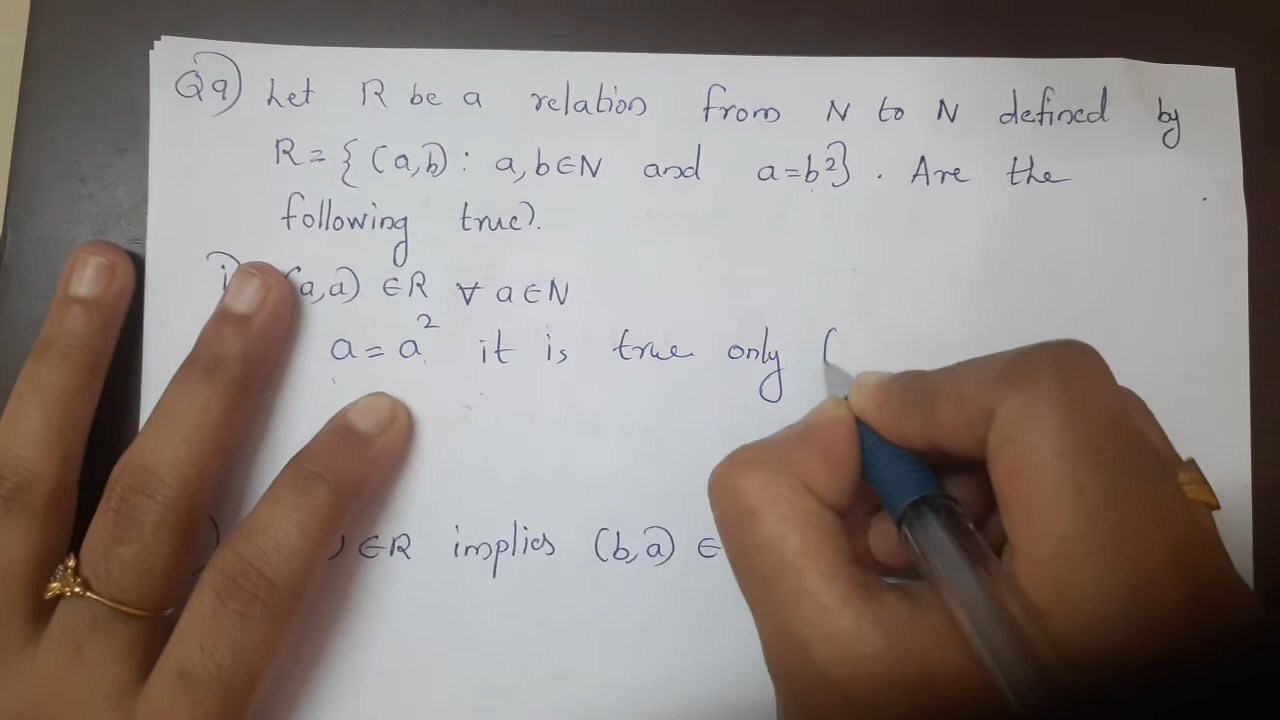 Q9) Let R be a relation from N to N defined by
R = {(a,b) : a, b ∈ N and a = b²}. Are the
following true?
i) (a,a) ∈ R ∀ a ∈ N
a = a² it is true only
) ∈ R implies (b,a) ∈